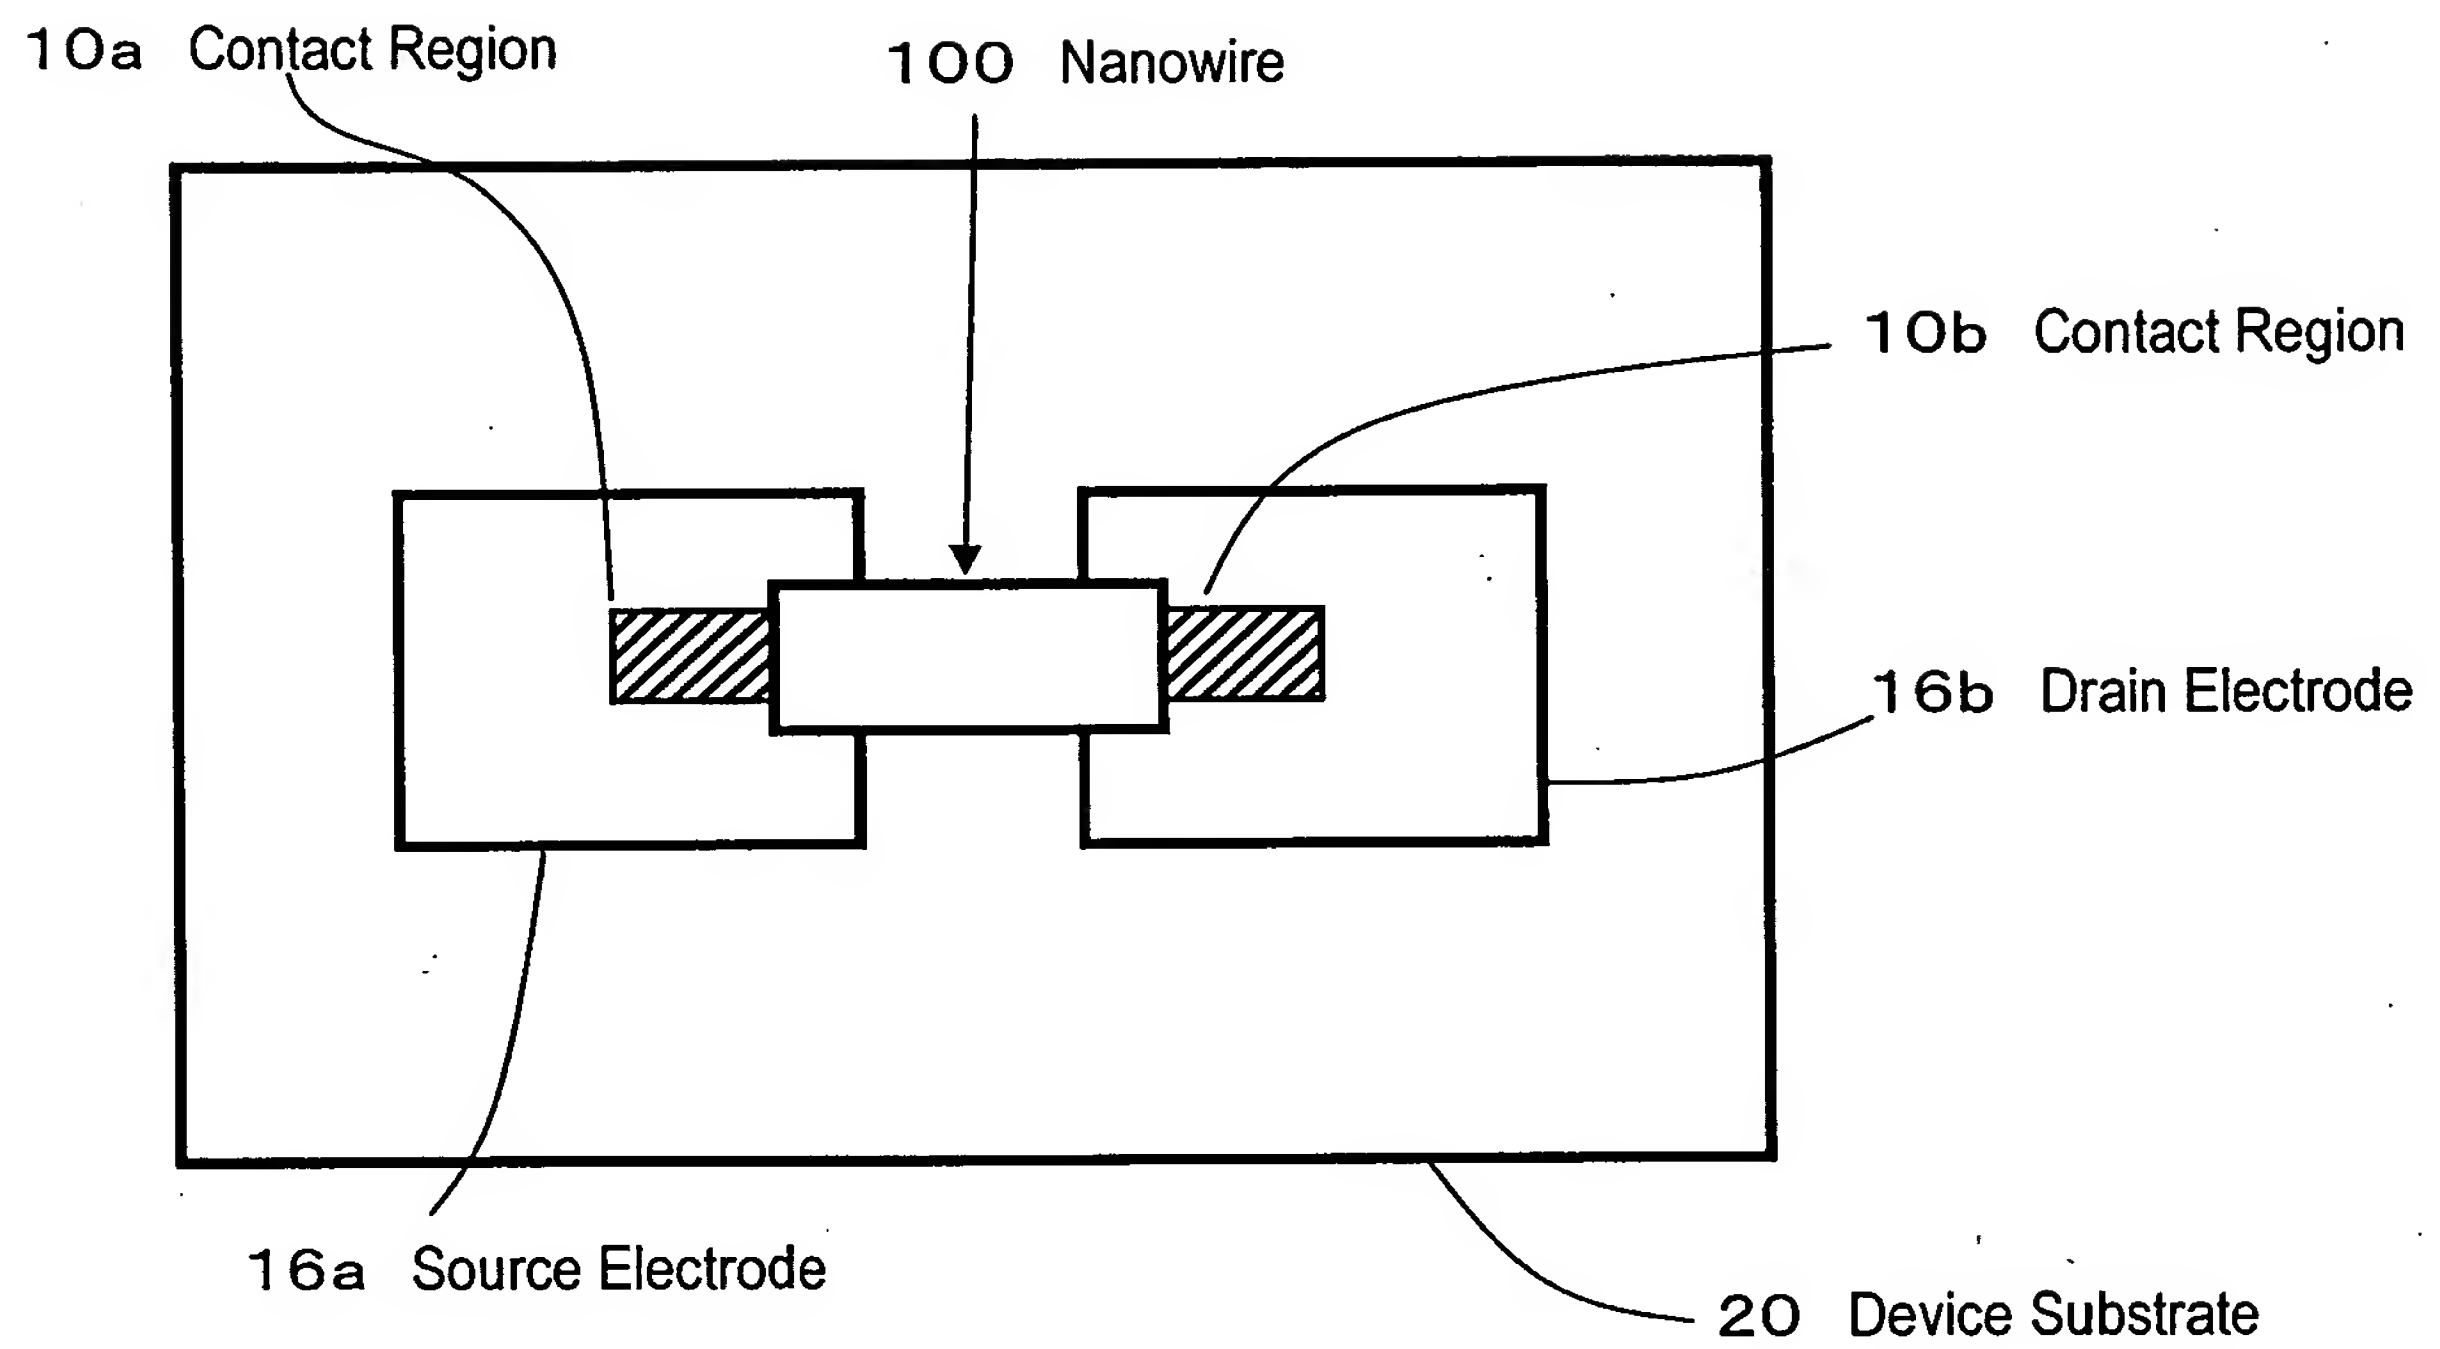 10a Contact Region
100 Nanowire
10b Contact Region
16b Drain Electrode
16a Source Electrode
20 Device Substrate